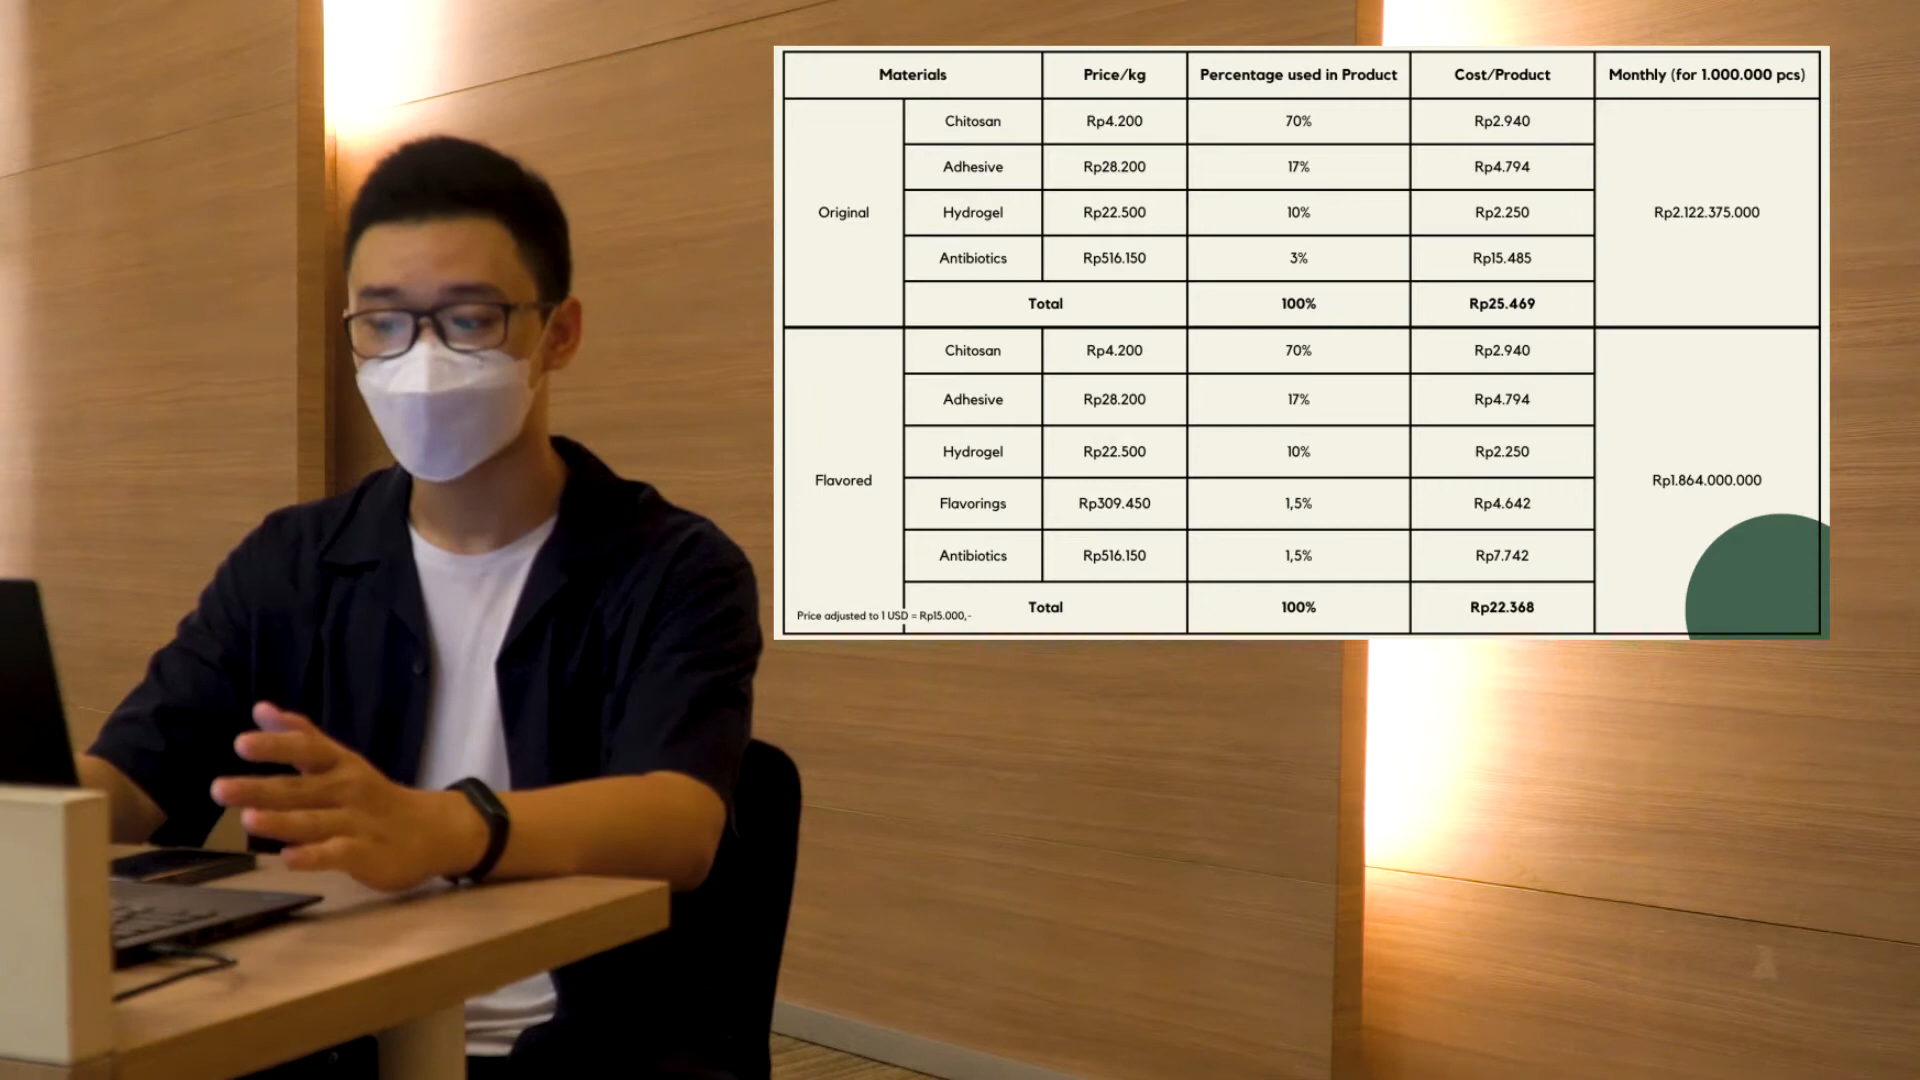 Materials Price/kg Percentage used in Product Cost/Product Monthly (for 1.000.000 pcs)
Original
Chitosan Rp4.200 70% Rp2.940
Adhesive Rp28.200 17% Rp4.794
Hydrogel Rp22.500 10% Rp2.250
Antibiotics Rp516.150 3% Rp15.485
Total 100% Rp25.469
Rp2.122.375.000
Flavored
Chitosan Rp4.200 70% Rp2.940
Adhesive Rp28.200 17% Rp4.794
Hydrogel Rp22.500 10% Rp2.250
Flavorings Rp309.450 1,5% Rp4.642
Antibiotics Rp516.150 1,5% Rp7.742
Total 100% Rp22.368
Rp1.864.000.000
Price adjusted to 1 USD = Rp15.000,-